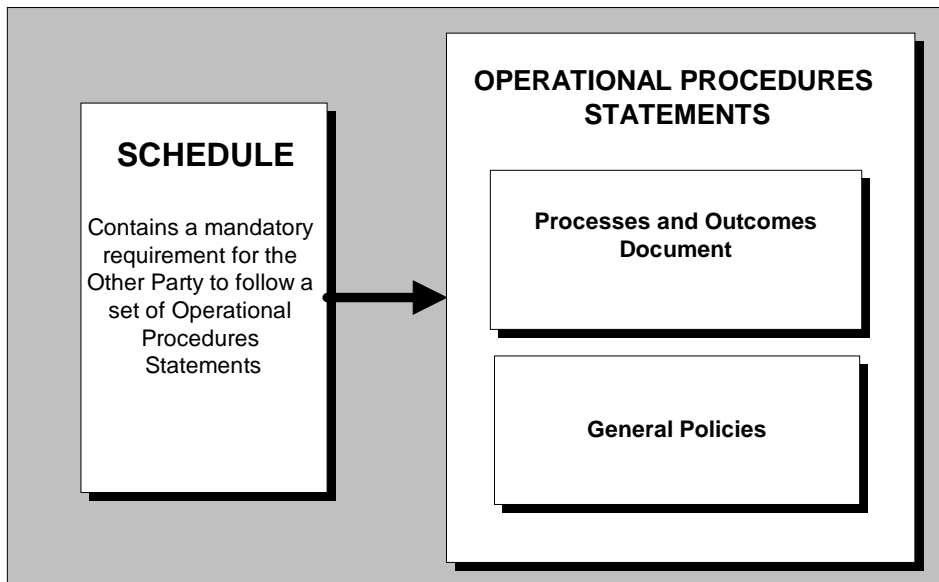 SCHEDULE
Contains a mandatory
requirement for the
Other Party to follow a
set of Operational
Procedures
Statements
OPERATIONAL PROCEDURES
STATEMENTS
Processes and Outcomes
Document
General Policies